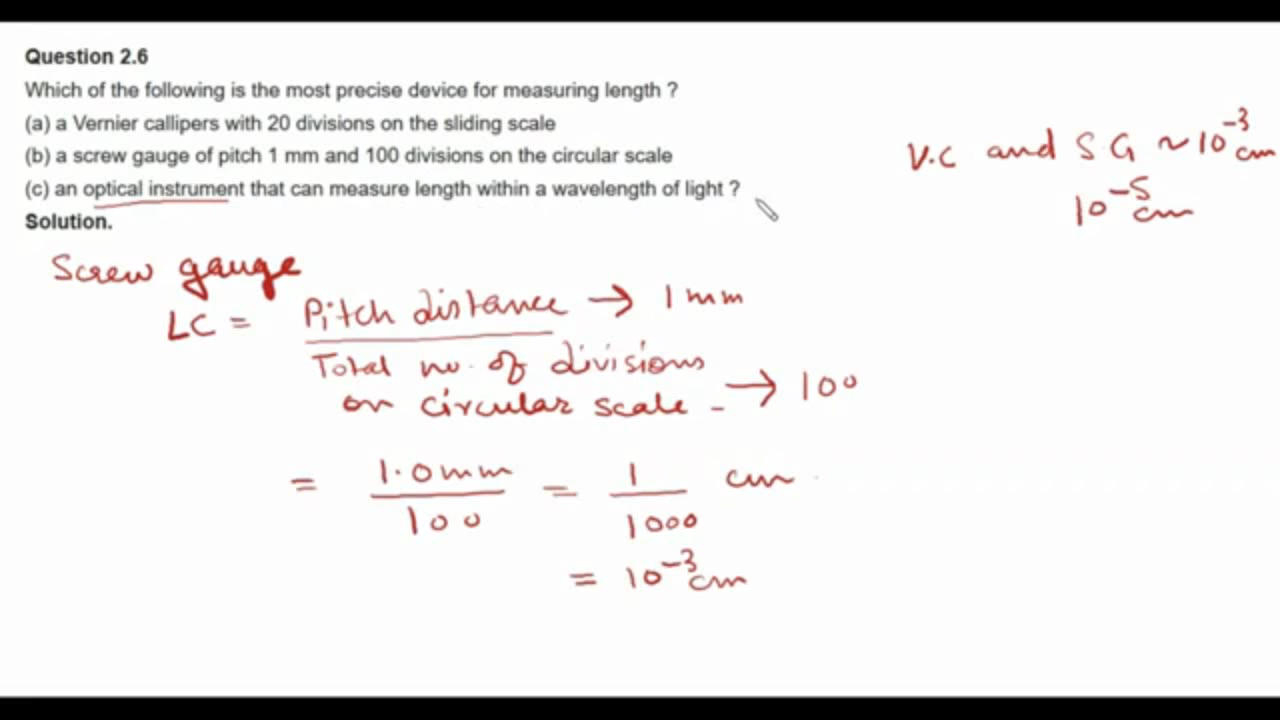 Question 2.6
Which of the following is the most precise device for measuring length ?
(a) a Vernier callipers with 20 divisions on the sliding scale
(b) a screw gauge of pitch 1 mm and 100 divisions on the circular scale
(c) an optical instrument that can measure length within a wavelength of light ?
Solution.
V.C and S G ~ 10⁻³ cm
10⁻⁵ cm
Screw gauge
LC = Pitch distance → 1 mm
Total no. of divisions
on circular scale → 100
= 1.0 mm / 100 = 1 / 1000 cm
= 10⁻³ cm